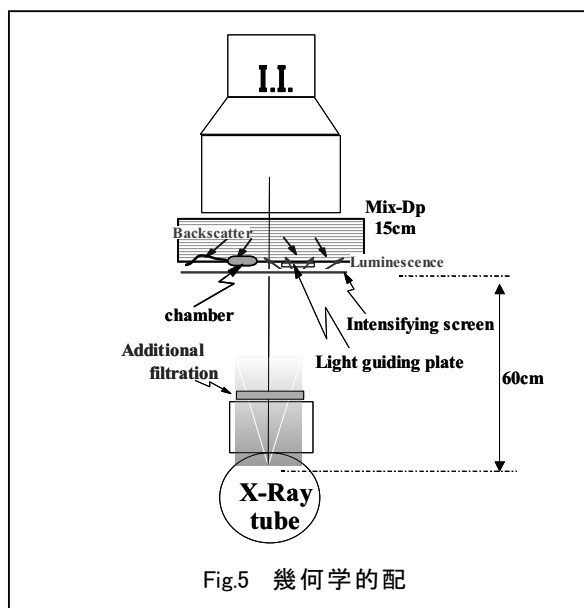 I.I.
Mix-Dp
15cm
Backscatter
Luminescence
chamber
Intensifying screen
Light guiding plate
Additional
filtration
60cm
X-Ray
tube
Fig.5 幾何学的配